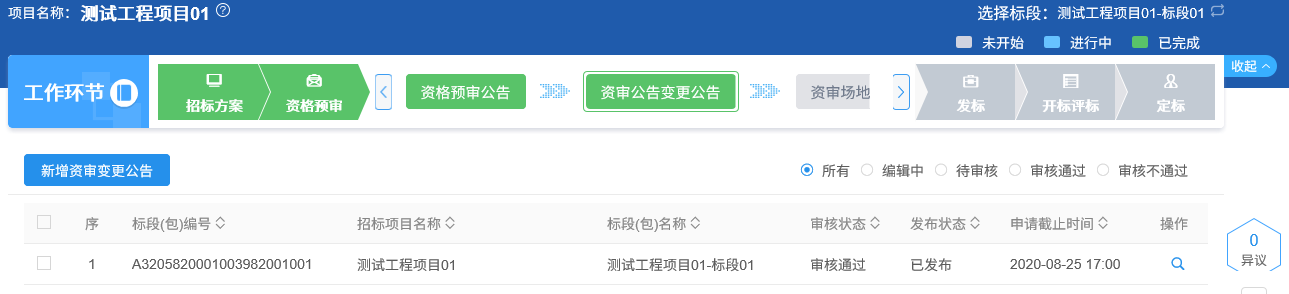 项目名称：测试工程项目01
选择标段：测试工程项目01-标段01
未开始 进行中 已完成
工作环节
招标方案
资格预审
资格预审公告
资审公告变更公告
资审场地
发标
开标评标
定标
收起
新增资审变更公告
所有 编辑中 待审核 审核通过 审核不通过
序 标段(包)编号 招标项目名称 标段(包)名称 审核状态 发布状态 申请截止时间 操作
1 A3205820001003982001001 测试工程项目01 测试工程项目01-标段01 审核通过 已发布 2020-08-25 17:00
0
异议